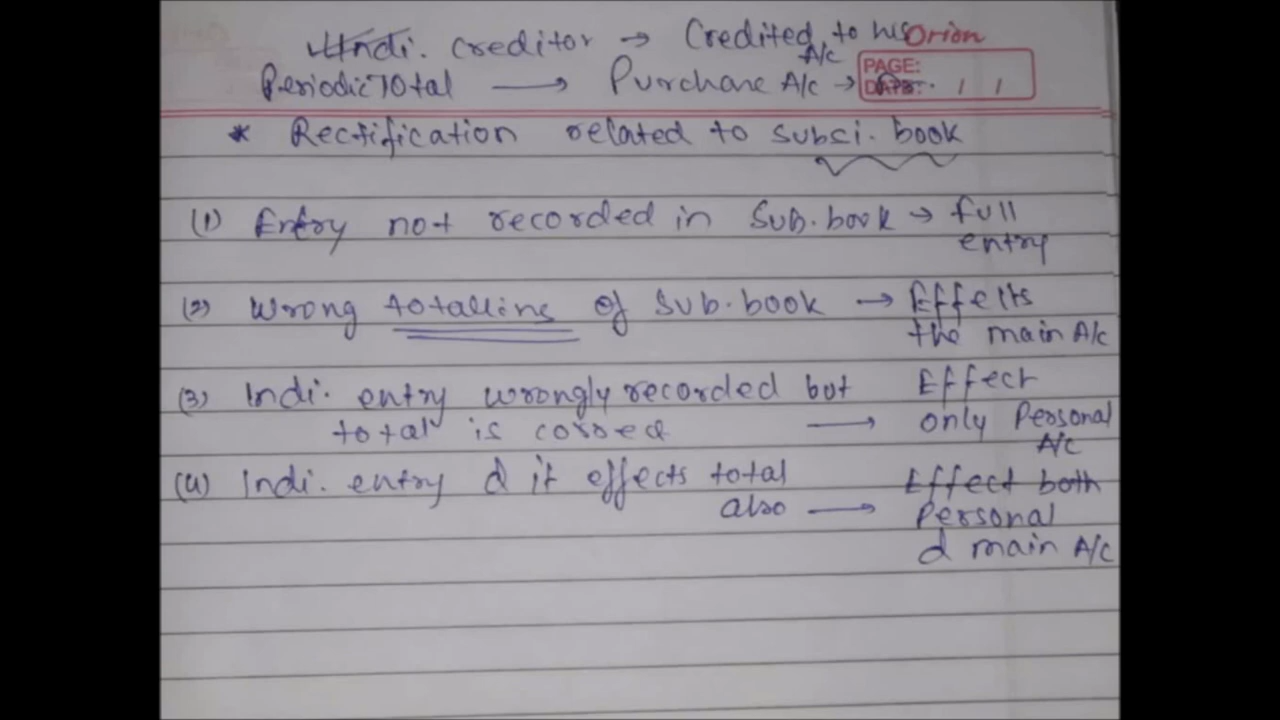 Indi. creditor → Credited to his A/c
Orion
PAGE:
DATE: / /
Periodic Total → Purchase A/c → Dr.
* Rectification related to subsi. book
(1) Entry not recorded in Sub. book → full entry
(2) Wrong totalling of Sub. book → Effects the main A/c
(3) Indi. entry wrongly recorded but total is correct → Effect only Personal A/c
(4) Indi. entry & it effects total also → Effect both Personal & main A/c